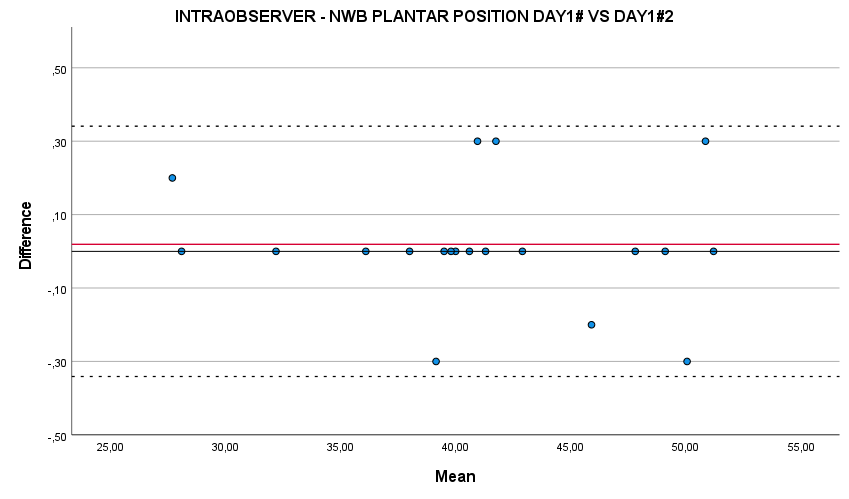 INTRAOBSERVER - NWB PLANTAR POSITION DAY1# VS DAY1#2
,50
,30
,10
-,10
-,30
-,50
Difference
25,00 30,00 35,00 40,00 45,00 50,00 55,00
Mean